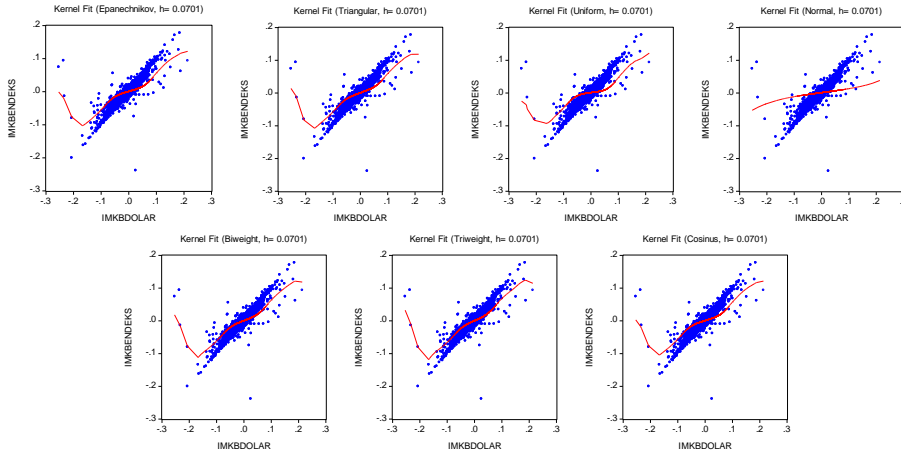 Kernel Fit (Epanechnikov, h= 0.0701)
.2
.1
.0
-.1
-.2
-.3
IMKBENDEKS
-.3 -.2 -.1 .0 .1 .2 .3
IMKBDOLAR
Kernel Fit (Triangular, h= 0.0701)
.2
.1
.0
-.1
-.2
-.3
IMKBENDEKS
-.3 -.2 -.1 .0 .1 .2 .3
IMKBDOLAR
Kernel Fit (Uniform, h= 0.0701)
.2
.1
.0
-.1
-.2
-.3
IMKBENDEKS
-.3 -.2 -.1 .0 .1 .2 .3
IMKBDOLAR
Kernel Fit (Normal, h= 0.0701)
.2
.1
.0
-.1
-.2
-.3
IMKBENDEKS
-.3 -.2 -.1 .0 .1 .2
IMKBDOLAR
Kernel Fit (Biweight, h= 0.0701)
.2
.1
.0
-.1
-.2
-.3
IMKBENDEKS
-.3 -.2 -.1 .0 .1 .2 .3
IMKBDOLAR
Kernel Fit (Triweight, h= 0.0701)
.2
.1
.0
-.1
-.2
-.3
IMKBENDEKS
-.3 -.2 -.1 .0 .1 .2 .3
IMKBDOLAR
Kernel Fit (Cosinus, h= 0.0701)
.2
.1
.0
-.1
-.2
-.3
IMKBENDEKS
-.3 -.2 -.1 .0 .1 .2 .3
IMKBDOLAR